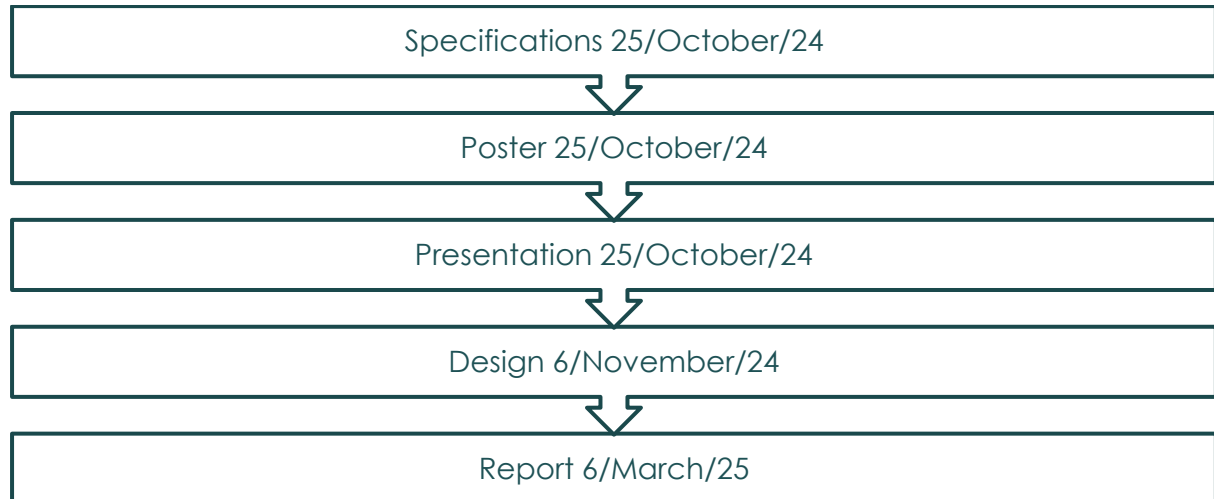 Specifications 25/October/24
Poster 25/October/24
Presentation 25/October/24
Design 6/November/24
Report 6/March/25